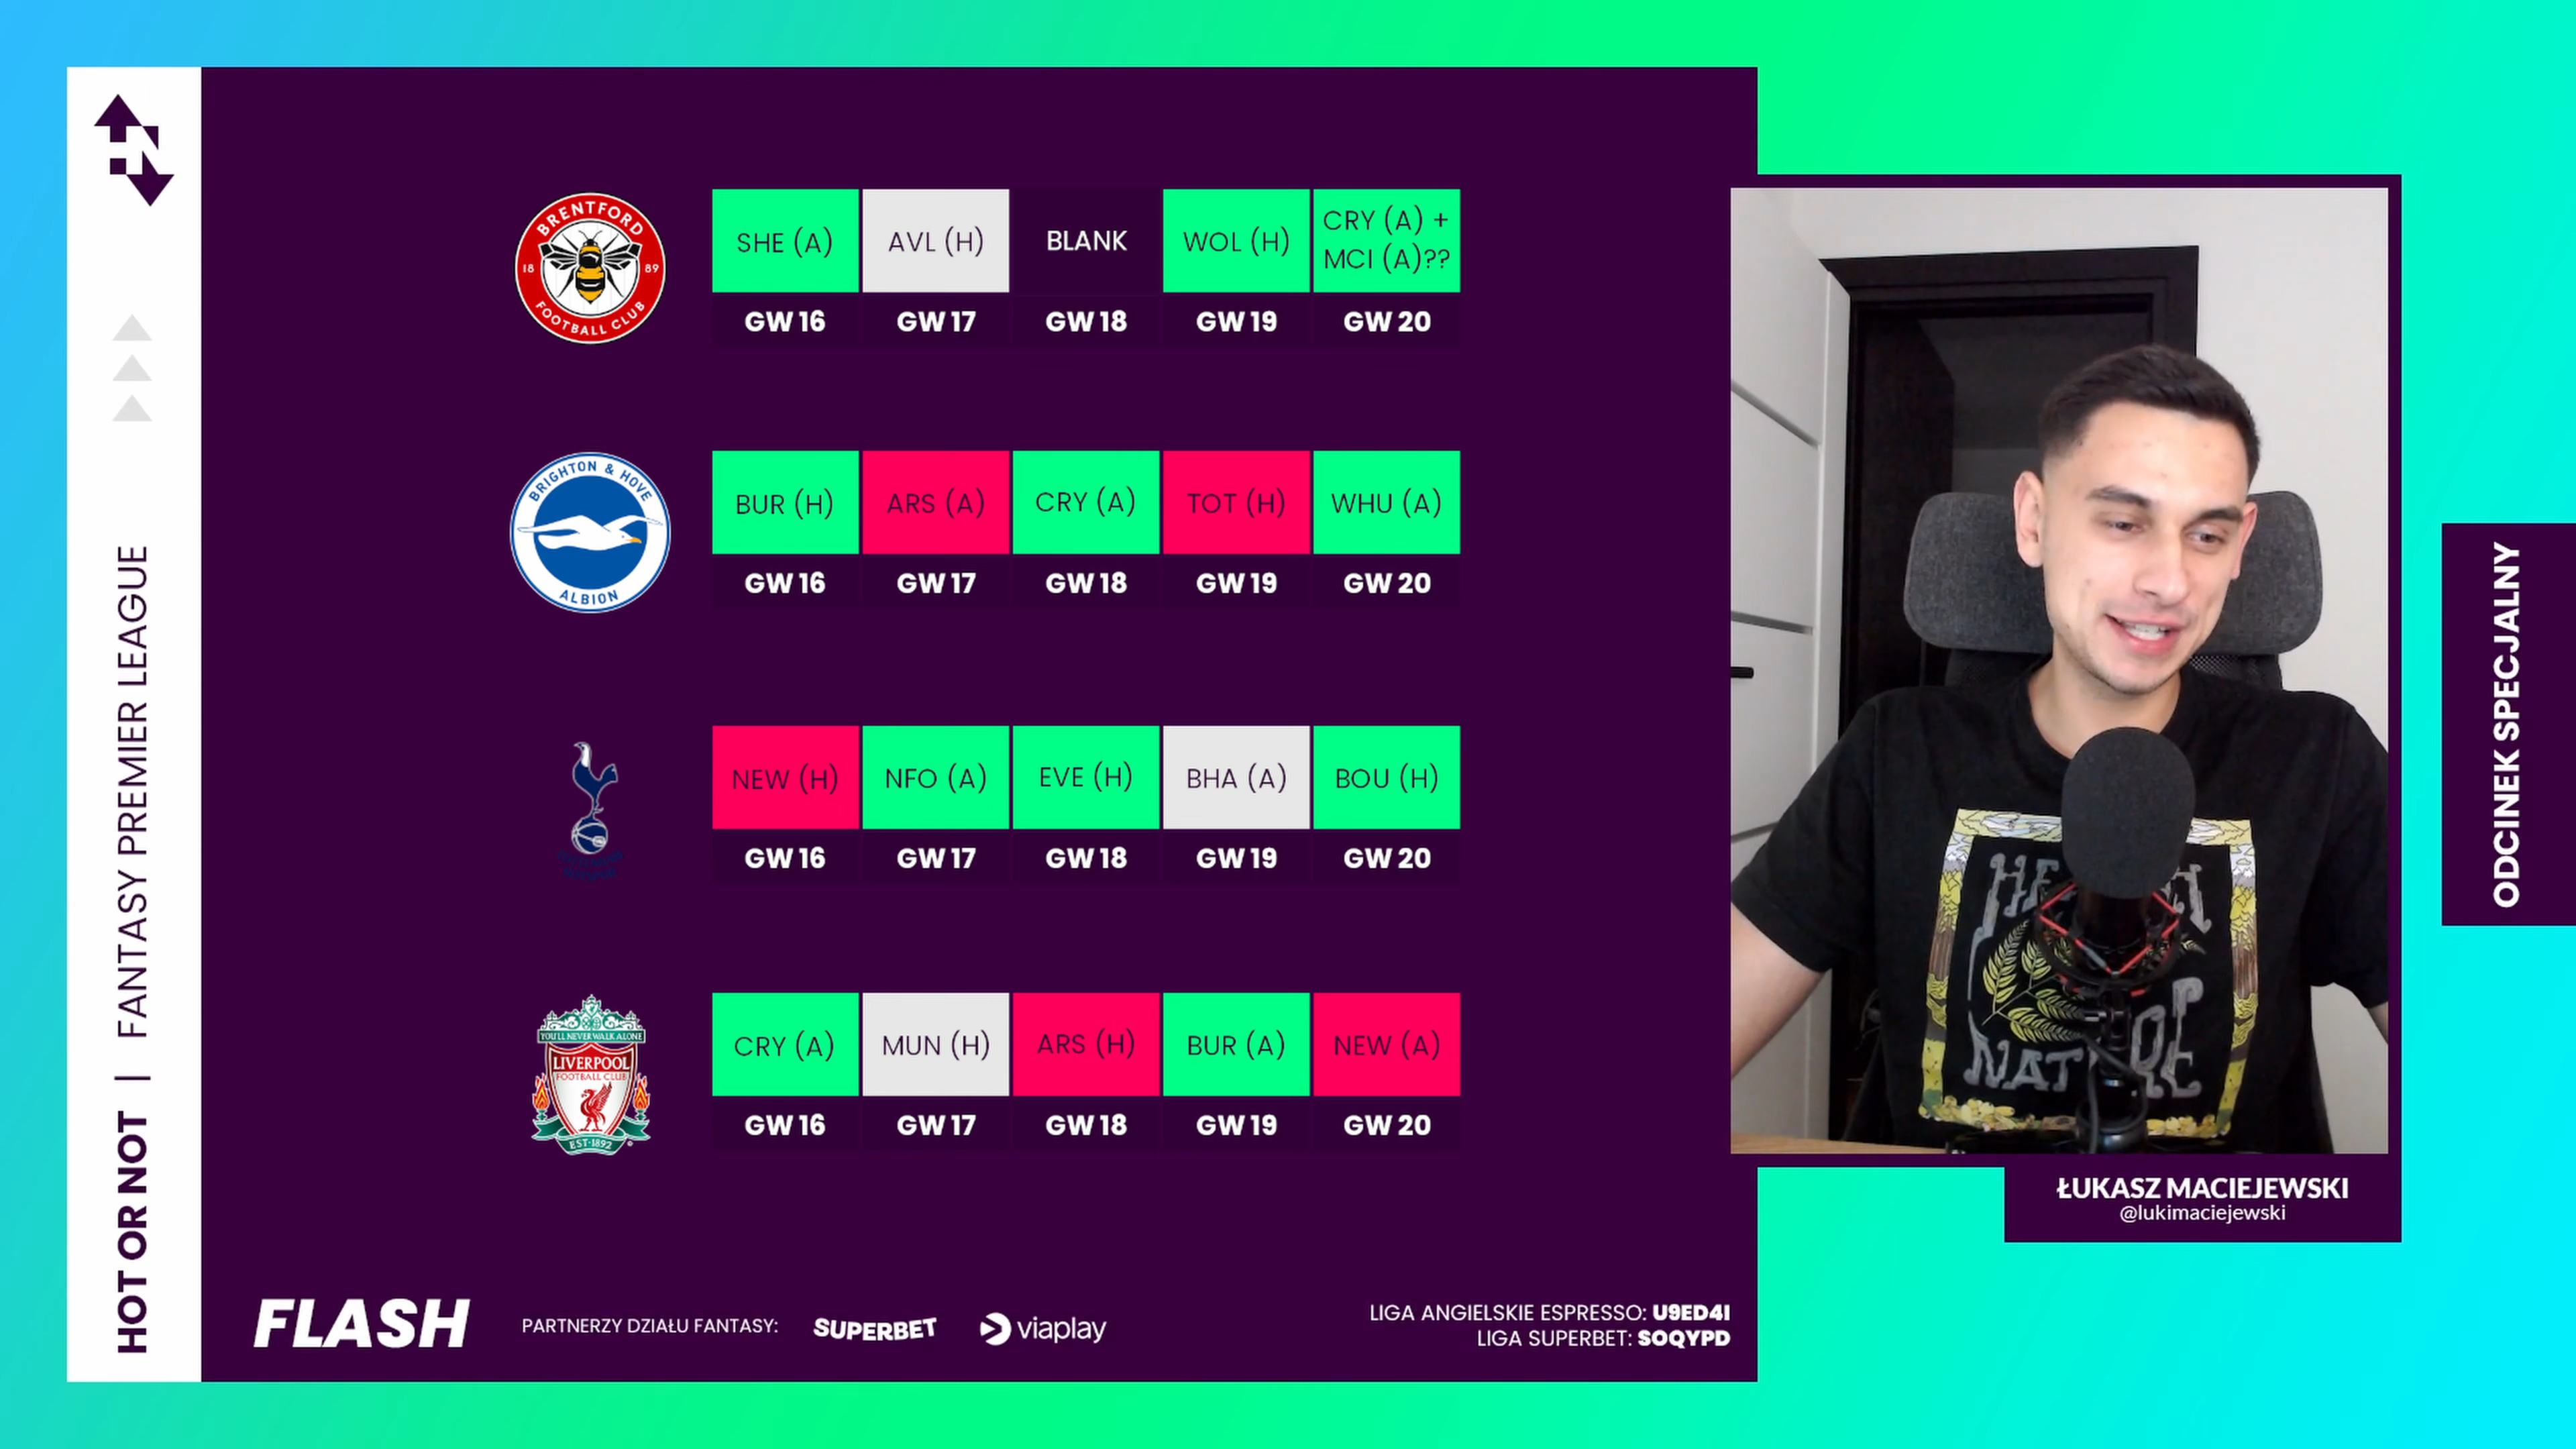 HOT OR NOT | FANTASY PREMIER LEAGUE
BRENTFORD
18 89
FOOTBALL CLUB
SHE (A) AVL (H) BLANK WOL (H) CRY (A) +
MCI (A)??
GW 16 GW 17 GW 18 GW 19 GW 20
BRIGHTON & HOVE
ALBION
BUR (H) ARS (A) CRY (A) TOT (H) WHU (A)
GW 16 GW 17 GW 18 GW 19 GW 20
NEW (H) NFO (A) EVE (H) BHA (A) BOU (H)
GW 16 GW 17 GW 18 GW 19 GW 20
YOU'LL NEVER WALK ALONE
LIVERPOOL
FOOTBALL CLUB
EST·1892
CRY (A) MUN (H) ARS (H) BUR (A) NEW (A)
GW 16 GW 17 GW 18 GW 19 GW 20
FLASH
PARTNERZY DZIAŁU FANTASY:
SUPERBET
viaplay
LIGA ANGIELSKIE ESPRESSO: U9ED4I
LIGA SUPERBET: SOQYPD
ŁUKASZ MACIEJEWSKI
@lukimaciejewski
ODCINEK SPECJALNY